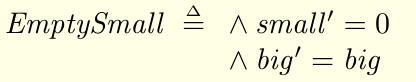 EmptySmall ≜ ∧ small′ = 0
∧ big′ = big